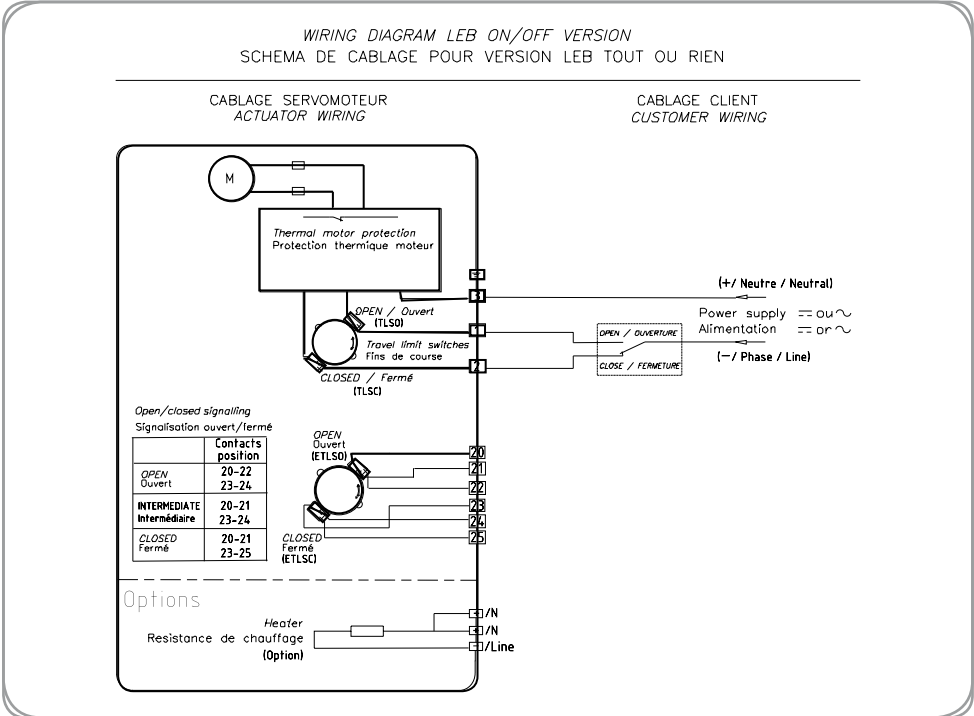 WIRING DIAGRAM LEB ON/OFF VERSION
SCHEMA DE CABLAGE POUR VERSION LEB TOUT OU RIEN
CABLAGE SERVOMOTEUR
ACTUATOR WIRING
CABLAGE CLIENT
CUSTOMER WIRING
M
Thermal motor protection
Protection thermique moteur
3
(+/ Neutre / Neutral)
OPEN / Ouvert
(TLSO)
1
Travel limit switches
Fins de course
2
CLOSED / Fermé
(TLSC)
OPEN / OUVERTURE
CLOSE / FERMETURE
Power supply ou
Alimentation or
(-/ Phase / Line)
Open/closed signalling
Signalisation ouvert/fermé
Contacts
position
OPEN
Ouvert
20-22
23-24
INTERMEDIATE
Intermédiaire
20-21
23-24
CLOSED
Fermé
20-21
23-25
OPEN
Ouvert
(ETLSO)
20
21
22
23
24
25
CLOSED
Fermé
(ETLSC)
Options
Heater
Resistance de chauffage
(Option)
/N
/N
/Line